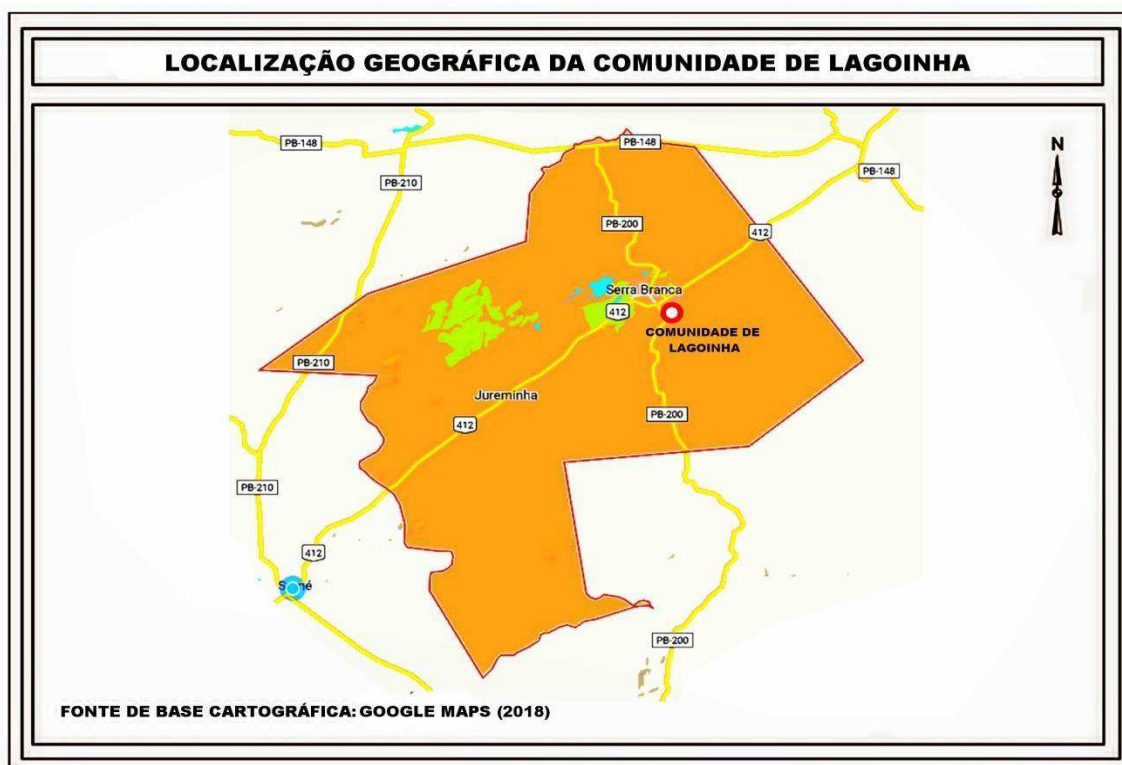 LOCALIZAÇÃO GEOGRÁFICA DA COMUNIDADE DE LAGOINHA
N
PB-148
PB-148
PB-148
PB-210
PB-200
412
Serra Branca
412
COMUNIDADE DE
LAGOINHA
PB-210
Jureminha
412
PB-200
PB-210
412
PB-200
FONTE DE BASE CARTOGRÁFICA: GOOGLE MAPS (2018)